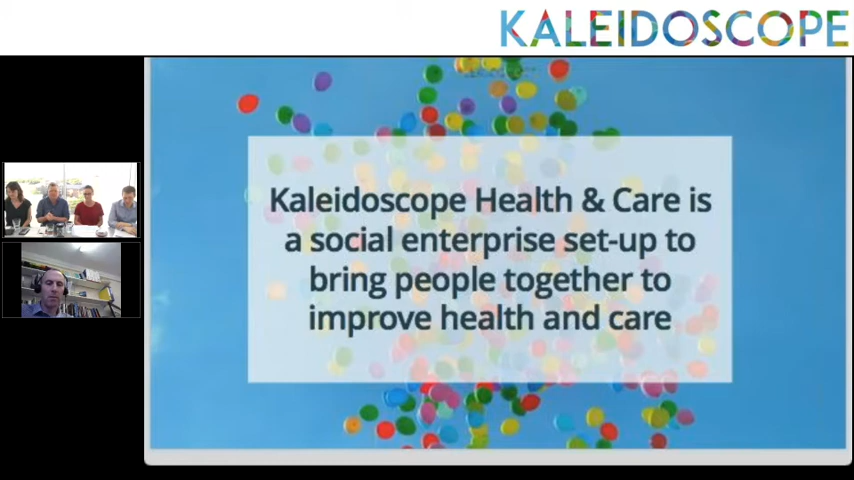 KALEIDOSCOPE
Kaleidoscope Health & Care is
a social enterprise set-up to
bring people together to
improve health and care